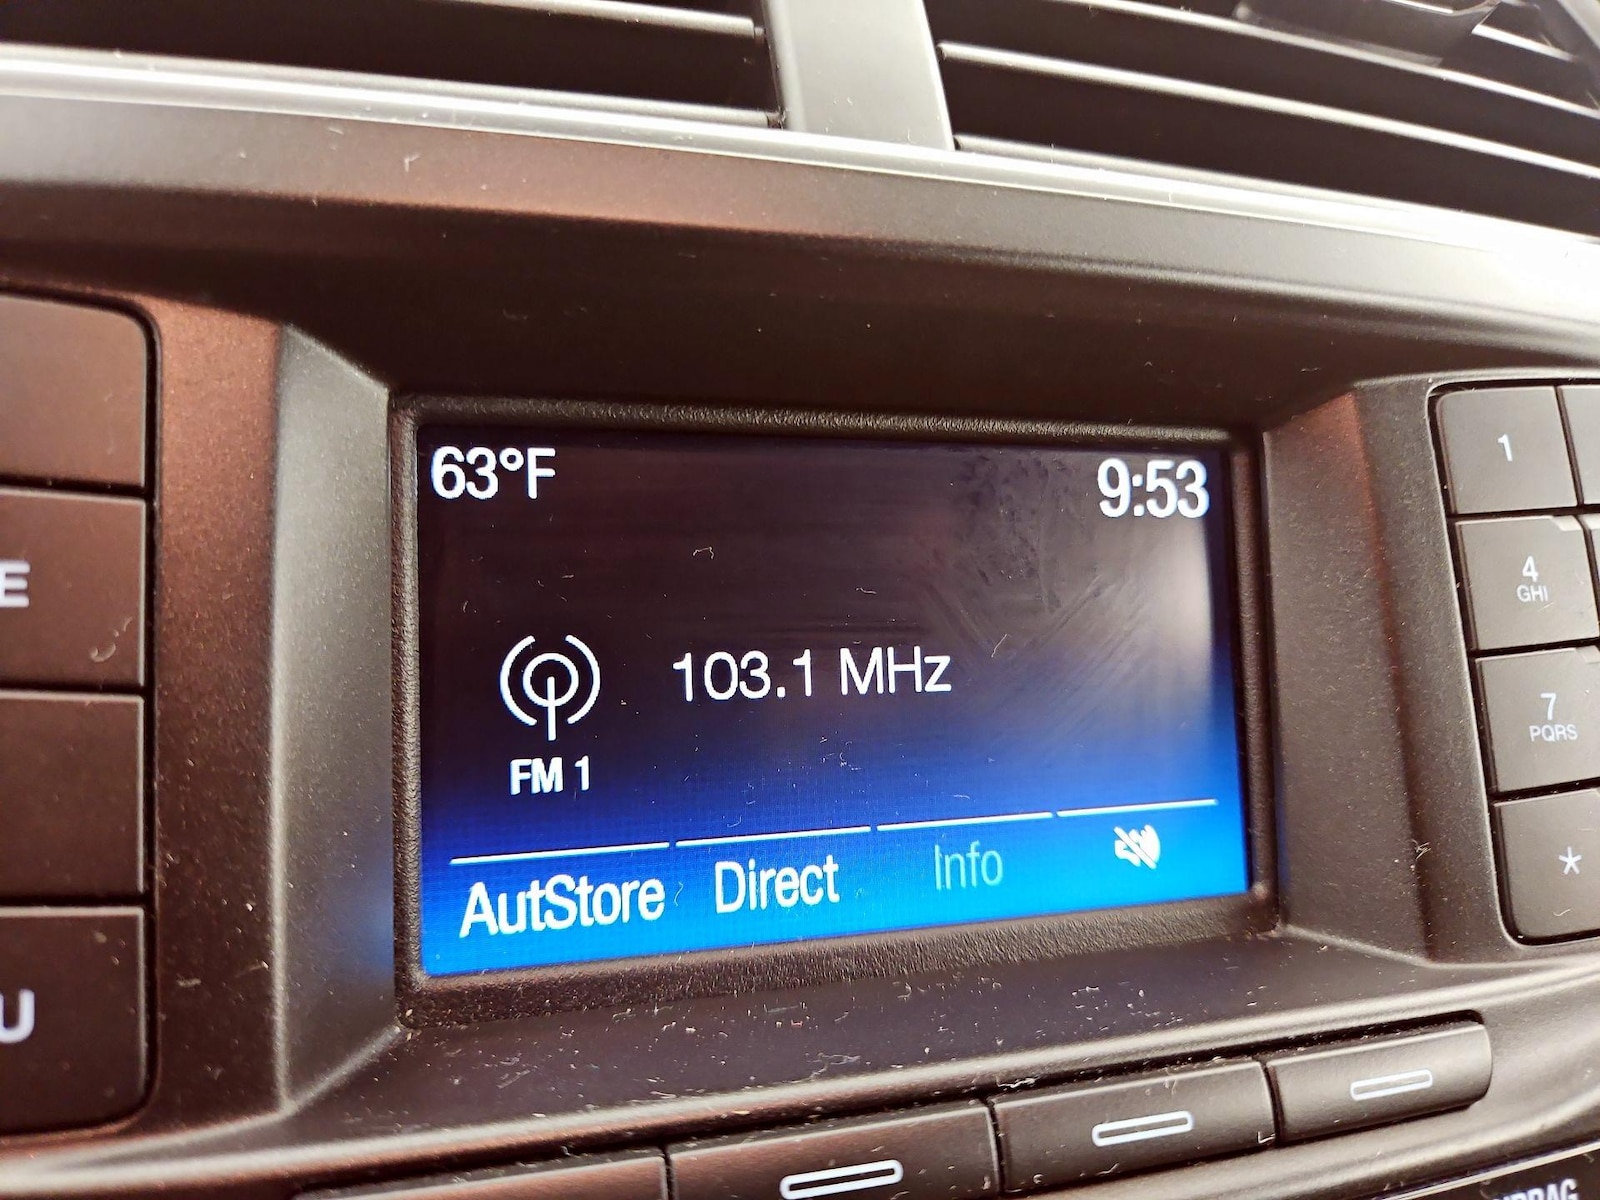 63°F
9:53
103.1 MHz
FM 1
AutStore
Direct
Info
E
U
1
4
GHI
7
PQRS
*